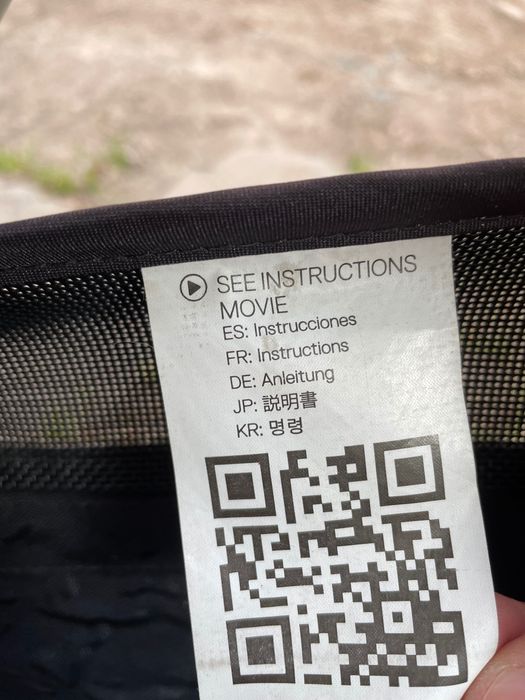 SEE INSTRUCTIONS
MOVIE
ES: Instrucciones
FR: Instructions
DE: Anleitung
JP: 説明書
KR: 명령